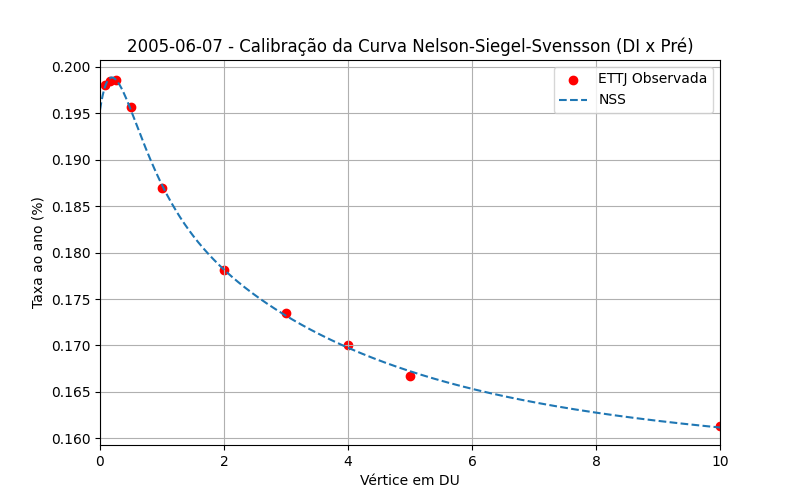 2005-06-07 - Calibração da Curva Nelson-Siegel-Svensson (DI x Pré)
ETTJ Observada
NSS
Taxa ao ano (%)
0.200
0.195
0.190
0.185
0.180
0.175
0.170
0.165
0.160
0 2 4 6 8 10
Vértice em DU